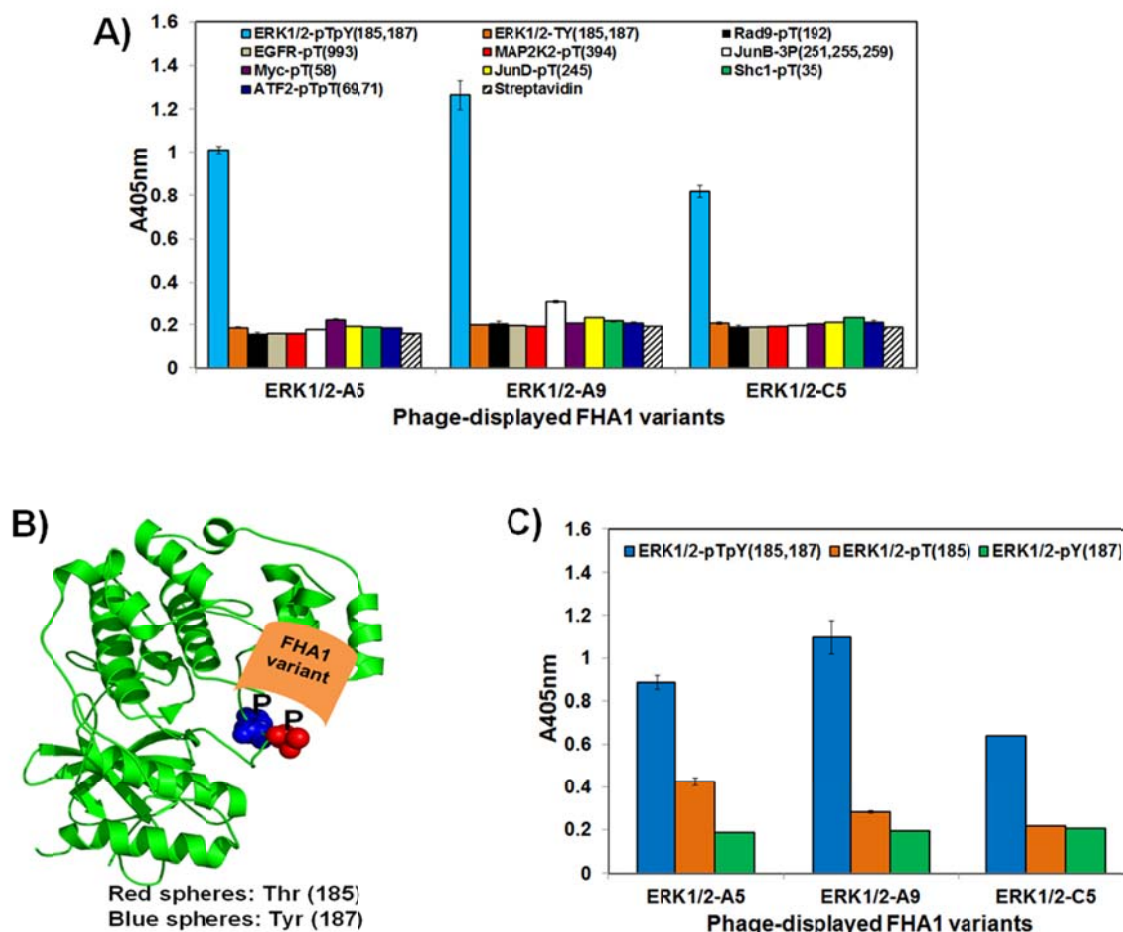 A)
1.6
1.4
1.2
1
0.8
0.6
0.4
0.2
0
A405nm
ERK1/2-pTpY(185,187) ERK1/2-TY(185,187) Rad9-pT(192)
EGFR-pT(993) MAP2K2-pT(394) JunB-3P(251,255,259)
Myc-pT(58) JunD-pT(245) Shc1-pT(35)
ATF2-pTpT(69,71) Streptavidin
ERK1/2-A5 ERK1/2-A9 ERK1/2-C5
Phage-displayed FHA1 variants
B)
FHA1
variant
P
P
Red spheres: Thr (185)
Blue spheres: Tyr (187)
C)
1.6
1.4
1.2
1
0.8
0.6
0.4
0.2
0
A405nm
ERK1/2-pTpY(185,187) ERK1/2-pT(185) ERK1/2-pY(187)
ERK1/2-A5 ERK1/2-A9 ERK1/2-C5
Phage-displayed FHA1 variants